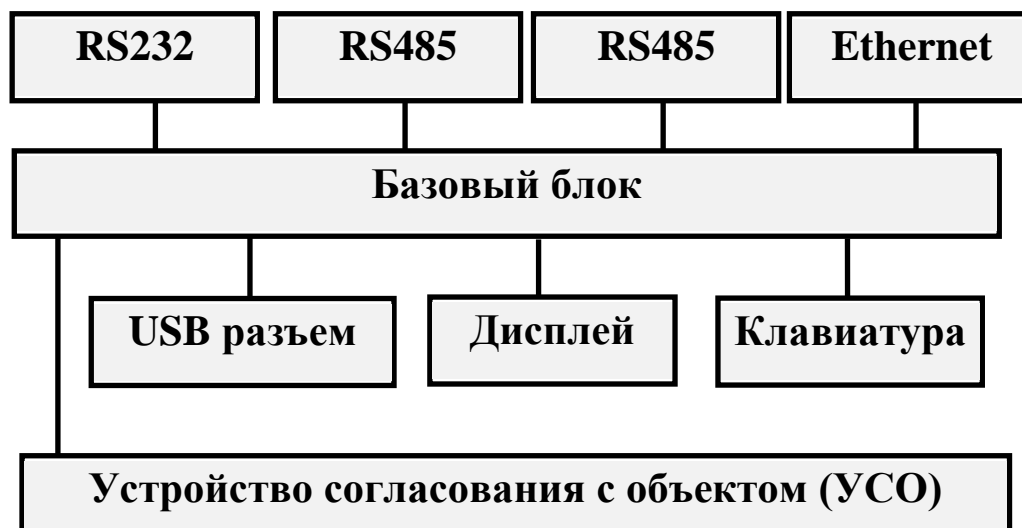 RS232
RS485
RS485
Ethernet
Базовый блок
USB разъем
Дисплей
Клавиатура
Устройство согласования с объектом (УСО)